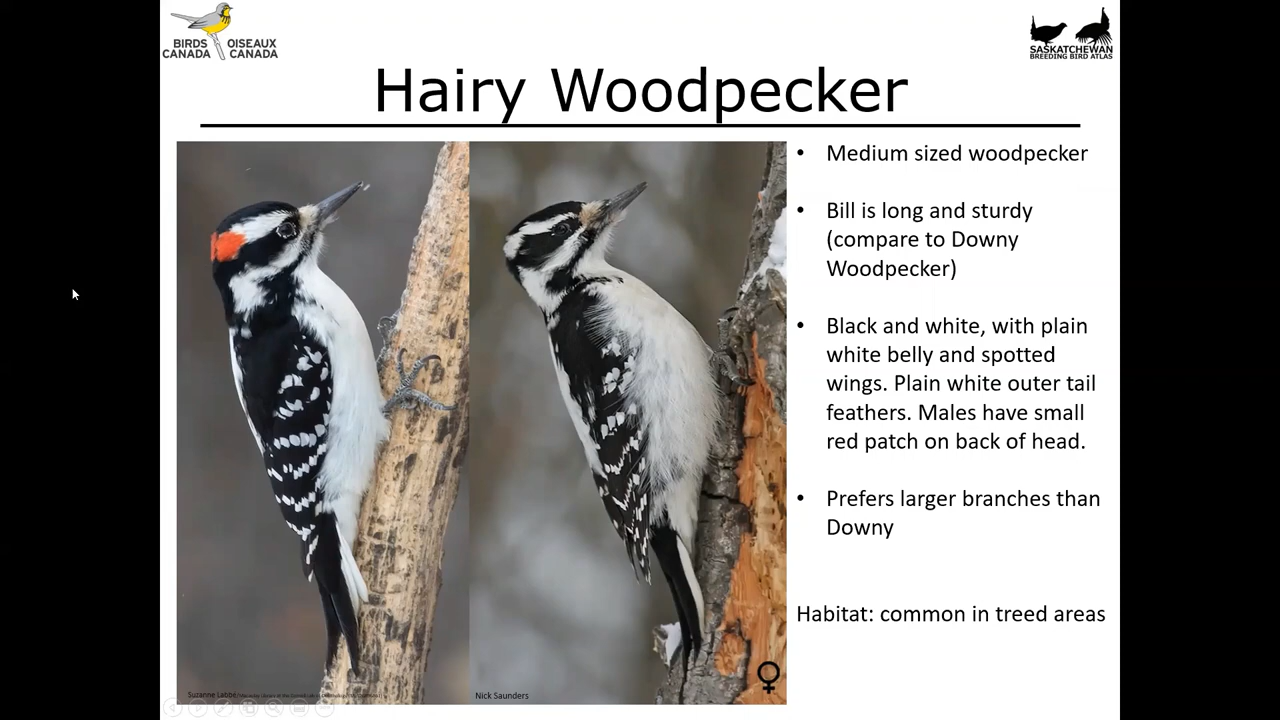 BIRDS OISEAUX
CANADA CANADA
SASKATCHEWAN
BREEDING BIRD ATLAS
Hairy Woodpecker
• Medium sized woodpecker
• Bill is long and sturdy
(compare to Downy
Woodpecker)
• Black and white, with plain
white belly and spotted
wings. Plain white outer tail
feathers. Males have small
red patch on back of head.
• Prefers larger branches than
Downy
Habitat: common in treed areas
Suzanne Labbé
Nick Saunders
♀